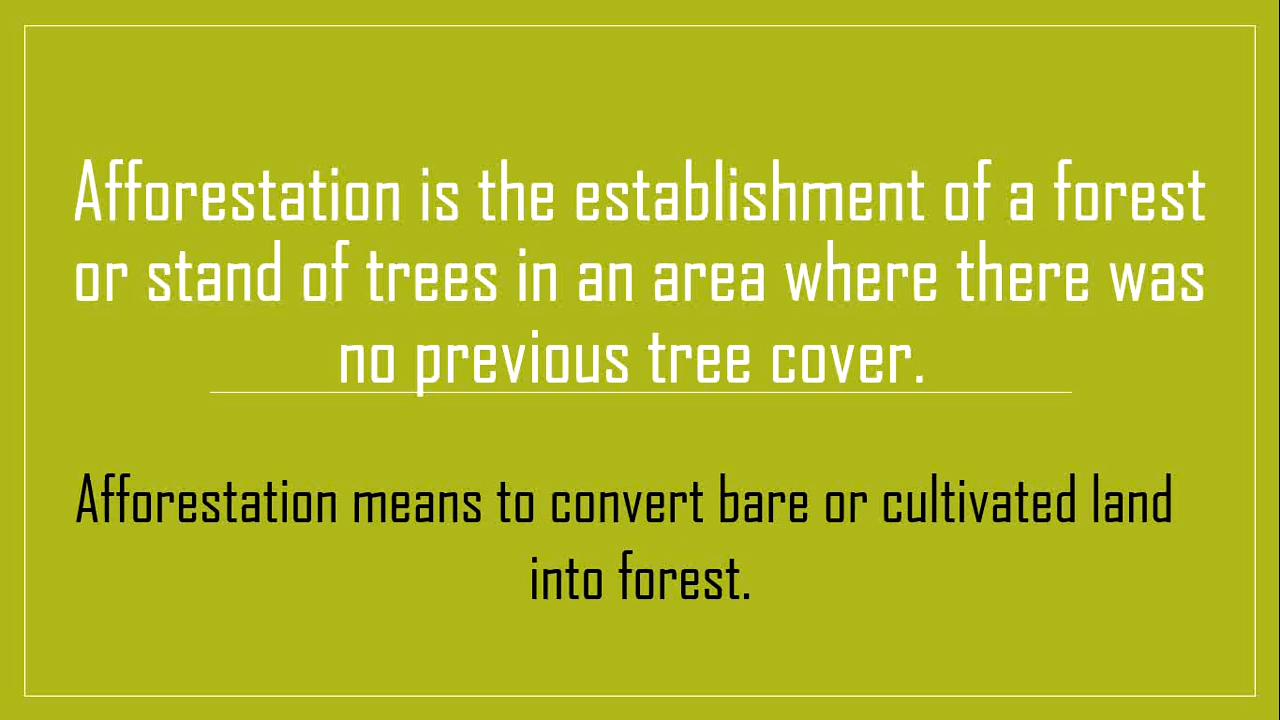 Afforestation is the establishment of a forest
or stand of trees in an area where there was
no previous tree cover.
Afforestation means to convert bare or cultivated land
into forest.